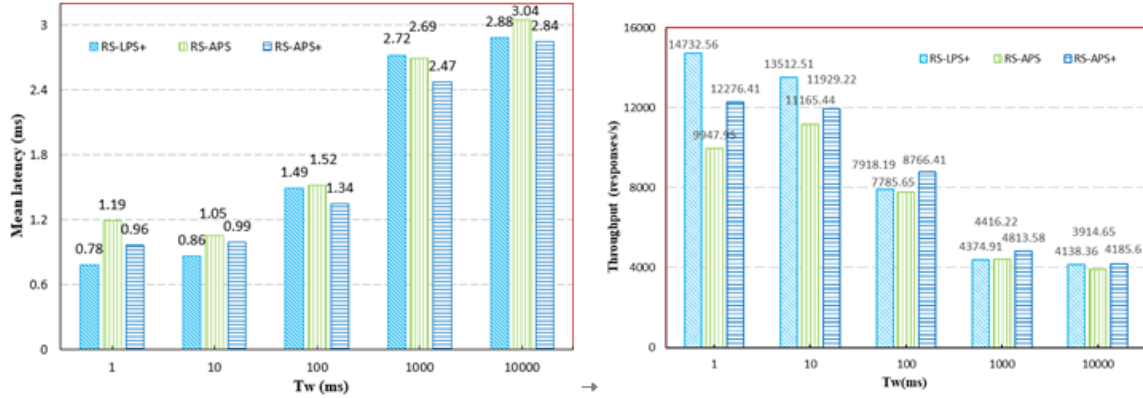 3
2.4
1.8
1.2
0.6
0
Mean latency (ms)
RS-LPS+ RS-APS RS-APS+
0.78 1.19 0.96
0.86 1.05 0.99
1.49 1.52 1.34
2.72 2.69 2.47
2.88 3.04 2.84
1 10 100 1000 10000
Tw (ms)
→
16000
12000
8000
4000
0
Throughput (responses/s)
RS-LPS+ RS-APS RS-APS+
14732.56 9947.95 12276.41
13512.51 11165.44 11929.22
7918.19 7785.65 8766.41
4374.91 4416.22 4813.58
4138.36 3914.65 4185.6
1 10 100 1000 10000
Tw(ms)